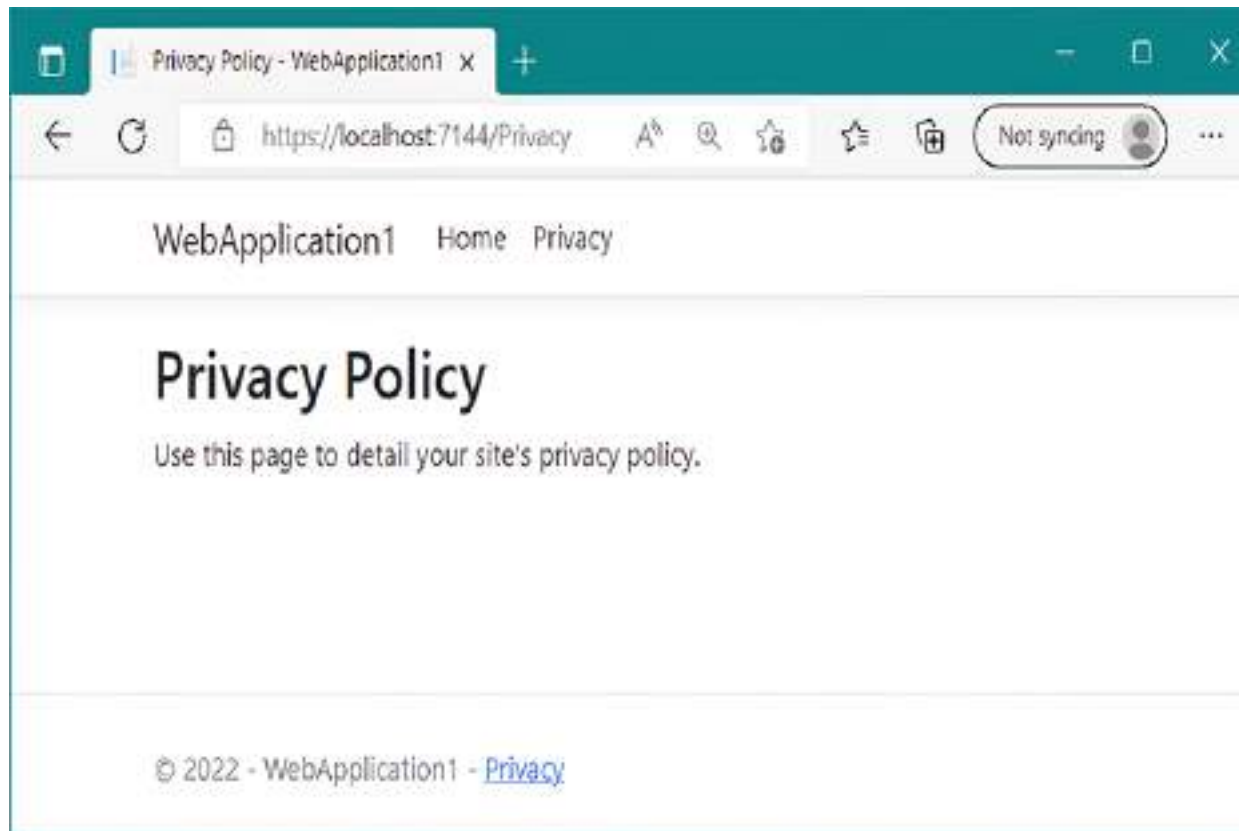 Privacy Policy - WebApplication1
https://localhost:7144/Privacy Not syncing
WebApplication1 Home Privacy
Privacy Policy
Use this page to detail your site's privacy policy.
© 2022 - WebApplication1 - Privacy